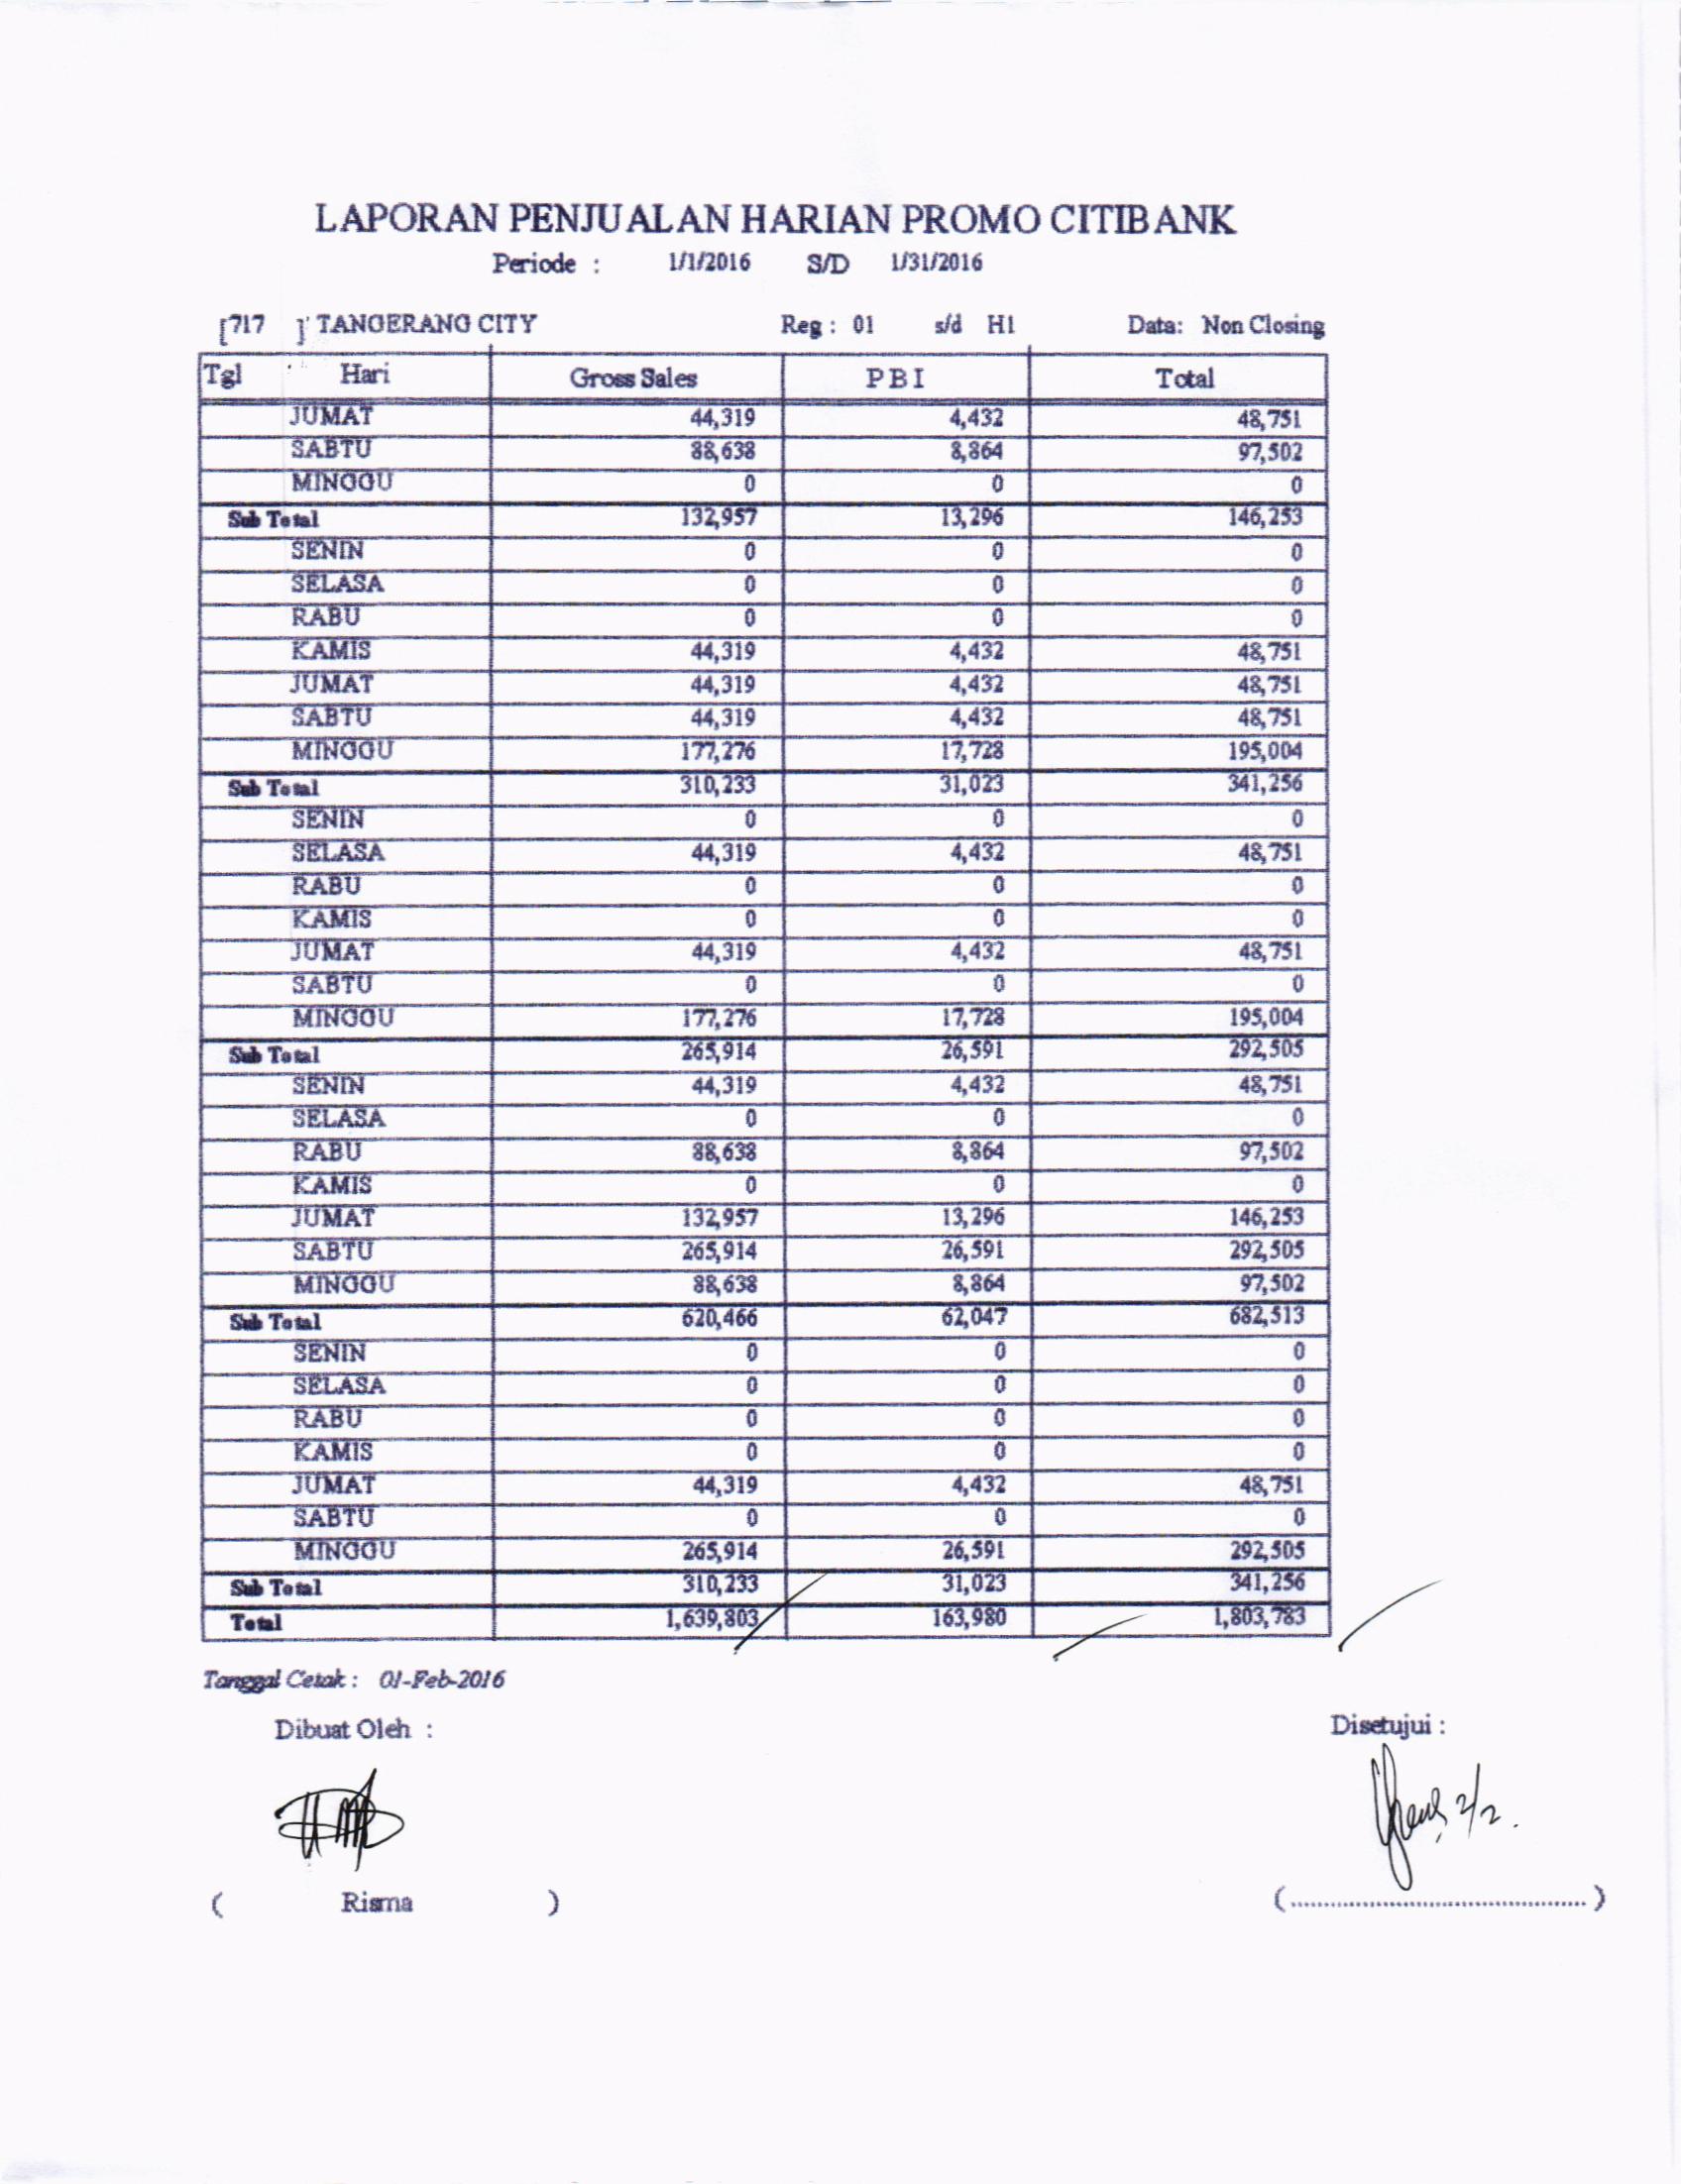 LAPORAN PENJUALAN HARIAN PROMO CITIBANK
Periode : 1/1/2016 S/D 1/31/2016
[717 ] TANGERANG CITY Reg : 01 s/d H1 Data: Non Closing
Tgl Hari Gross Sales P B I Total
JUMAT 44,319 4,432 48,751
SABTU 88,638 8,864 97,502
MINGGU 0 0 0
Sub Total 132,957 13,296 146,253
SENIN 0 0 0
SELASA 0 0 0
RABU 0 0 0
KAMIS 44,319 4,432 48,751
JUMAT 44,319 4,432 48,751
SABTU 44,319 4,432 48,751
MINGGU 177,276 17,728 195,004
Sub Total 310,233 31,023 341,256
SENIN 0 0 0
SELASA 44,319 4,432 48,751
RABU 0 0 0
KAMIS 0 0 0
JUMAT 44,319 4,432 48,751
SABTU 0 0 0
MINGGU 177,276 17,728 195,004
Sub Total 265,914 26,591 292,505
SENIN 44,319 4,432 48,751
SELASA 0 0 0
RABU 88,638 8,864 97,502
KAMIS 0 0 0
JUMAT 132,957 13,296 146,253
SABTU 265,914 26,591 292,505
MINGGU 88,638 8,864 97,502
Sub Total 620,466 62,047 682,513
SENIN 0 0 0
SELASA 0 0 0
RABU 0 0 0
KAMIS 0 0 0
JUMAT 44,319 4,432 48,751
SABTU 0 0 0
MINGGU 265,914 26,591 292,505
Sub Total 310,233 31,023 341,256
Total 1,639,803 163,980 1,803,783
Tanggal Cetak : 01-Feb-2016
Dibuat Oleh : Disetujui :
2/2.
( Risma ) (..........................................)